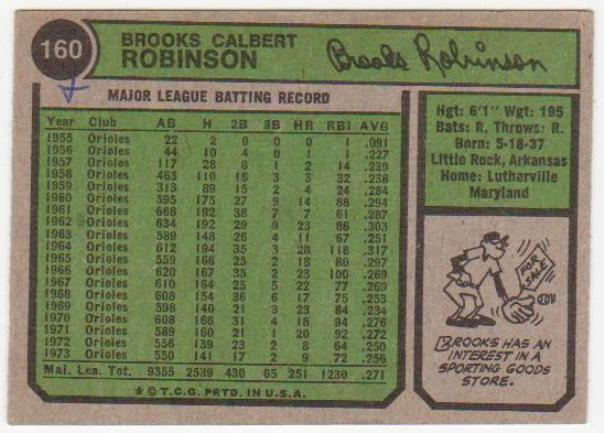 160
BROOKS CALBERT
ROBINSON
Brooks Robinson
MAJOR LEAGUE BATTING RECORD
Year Club AB H 2B 3B HR RBI AVG
1955 Orioles 22 2 0 0 0 1 .091
1956 Orioles 44 10 4 0 1 1 .227
1957 Orioles 117 28 6 1 2 14 .239
1958 Orioles 463 110 16 3 3 32 .238
1959 Orioles 313 89 15 2 4 24 .284
1960 Orioles 595 175 27 9 14 88 .294
1961 Orioles 668 192 38 7 7 61 .287
1962 Orioles 634 192 29 9 23 86 .303
1963 Orioles 589 148 26 4 11 67 .251
1964 Orioles 612 194 35 3 28 118 .317
1965 Orioles 559 166 25 2 18 80 .297
1966 Orioles 620 167 35 2 23 100 .269
1967 Orioles 610 164 25 5 22 77 .269
1968 Orioles 608 154 36 6 17 75 .253
1969 Orioles 598 140 21 3 23 84 .234
1970 Orioles 608 168 31 4 18 94 .276
1971 Orioles 589 160 21 1 20 92 .272
1972 Orioles 556 139 23 2 8 64 .250
1973 Orioles 550 141 17 2 9 72 .256
Maj. Lea. Tot. 9355 2539 430 65 251 1230 .271
*© T.C.G. PRTD. IN U.S.A.
Hgt: 6'1" Wgt: 195
Bats: R, Throws: R.
Born: 5-18-37
Little Rock, Arkansas
Home: Lutherville
Maryland
FOR
SALE
BROOKS HAS AN
INTEREST IN A
SPORTING GOODS
STORE.